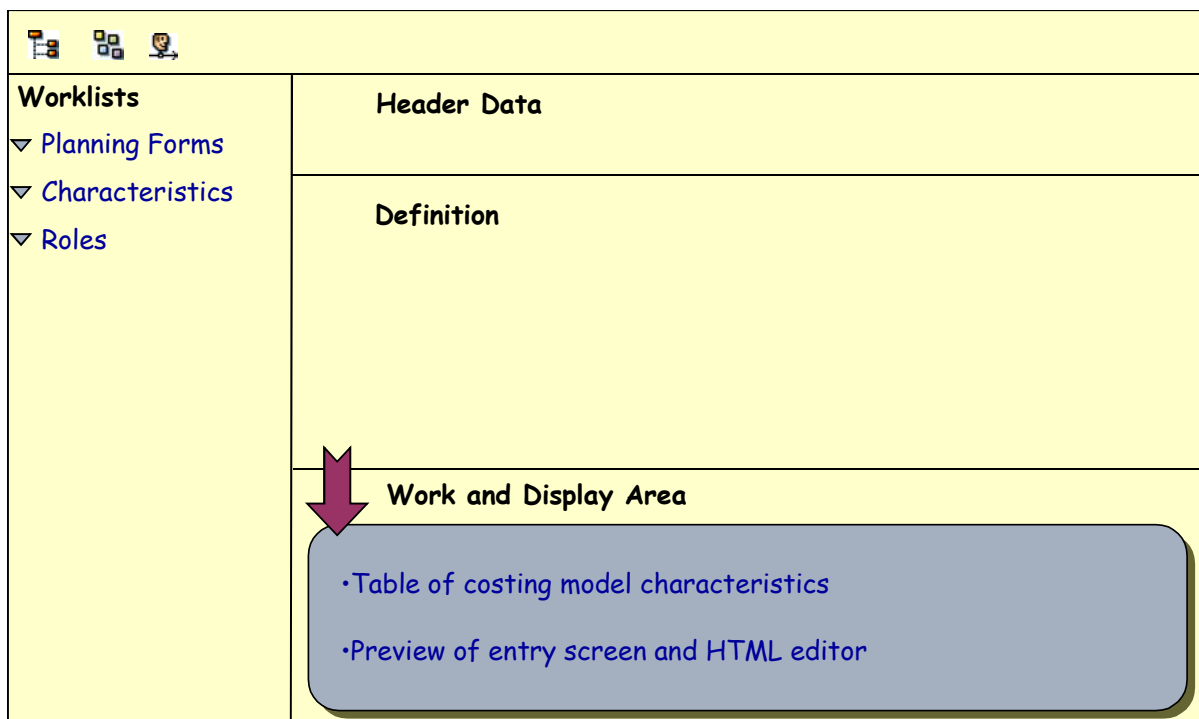 Worklists
Planning Forms
Characteristics
Roles
Header Data
Definition
Work and Display Area
•Table of costing model characteristics
•Preview of entry screen and HTML editor